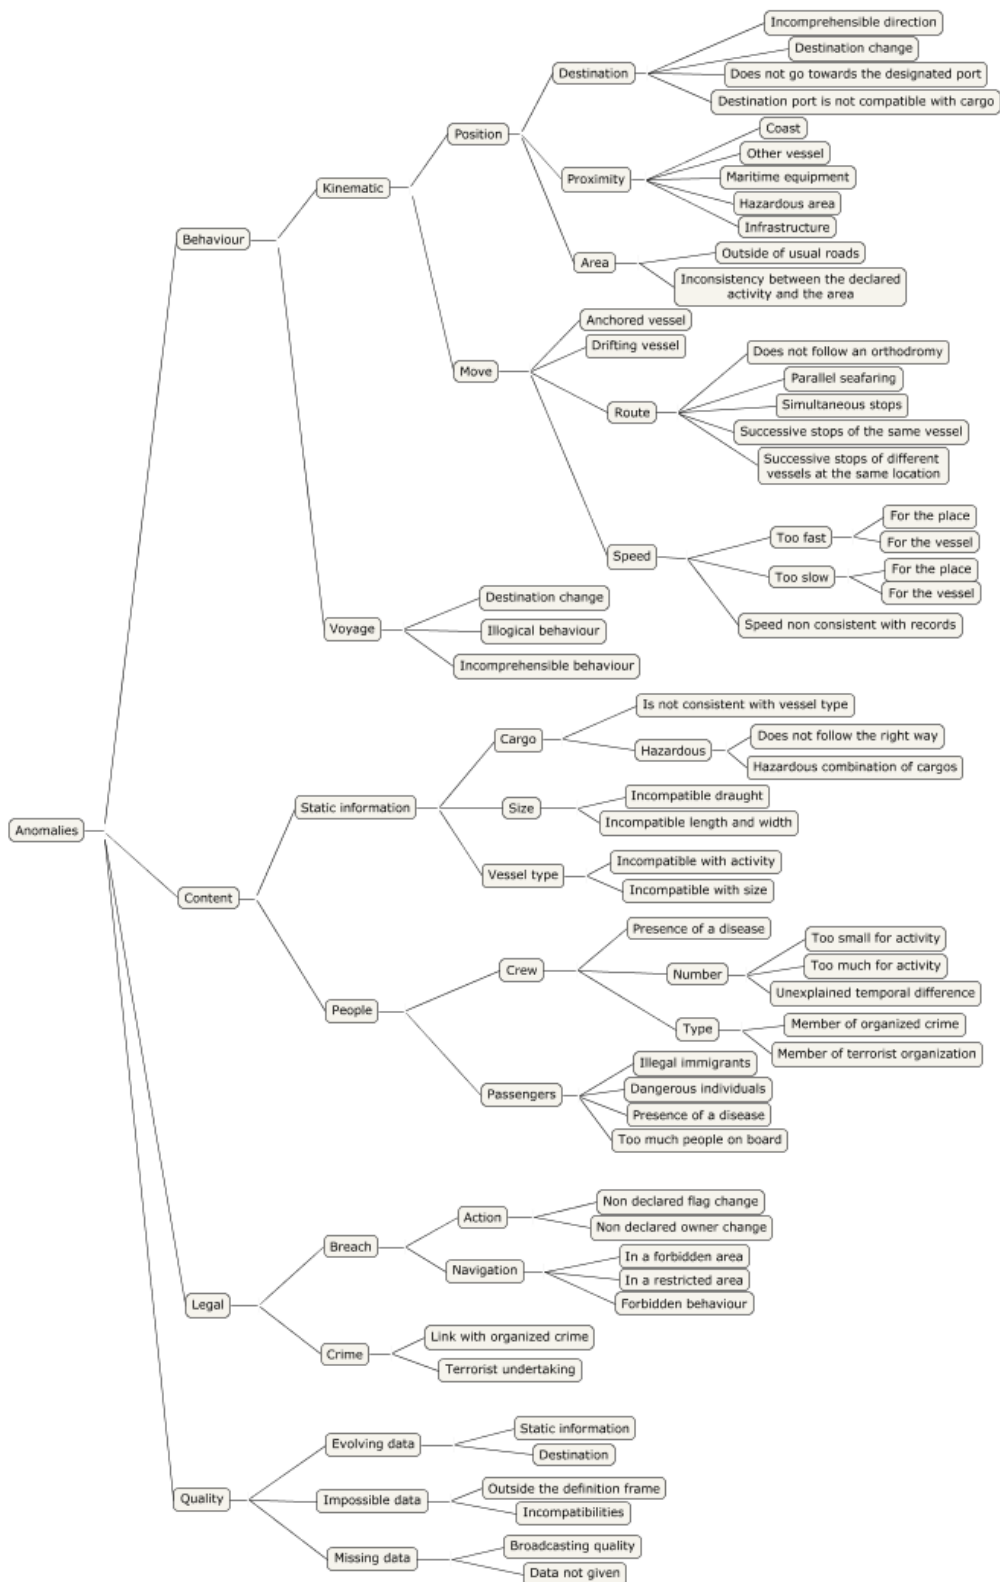 Incomprehensible direction
Destination change
Destination
Does not go towards the designated port
Destination port is not compatible with cargo
Position
Coast
Other vessel
Proximity
Maritime equipment
Kinematic
Hazardous area
Infrastructure
Behaviour
Outside of usual roads
Area
Inconsistency between the declared
activity and the area
Anchored vessel
Drifting vessel
Does not follow an orthodromy
Move
Parallel seafaring
Simultaneous stops
Route
Successive stops of the same vessel
Successive stops of different
vessels at the same location
For the place
Too fast
For the vessel
Speed
For the place
Too slow
For the vessel
Destination change
Speed non consistent with records
Voyage
Illogical behaviour
Incomprehensible behaviour
Is not consistent with vessel type
Cargo
Does not follow the right way
Hazardous
Hazardous combination of cargos
Static information
Incompatible draught
Size
Incompatible length and width
Anomalies
Incompatible with activity
Vessel type
Incompatible with size
Content
Presence of a disease
Too small for activity
Crew
Too much for activity
Number
Unexplained temporal difference
People
Member of organized crime
Type
Member of terrorist organization
Illegal immigrants
Passengers
Dangerous individuals
Presence of a disease
Too much people on board
Non declared flag change
Action
Non declared owner change
Breach
In a forbidden area
Navigation
In a restricted area
Forbidden behaviour
Legal
Link with organized crime
Crime
Terrorist undertaking
Static information
Evolving data
Destination
Quality
Outside the definition frame
Impossible data
Incompatibilities
Broadcasting quality
Missing data
Data not given